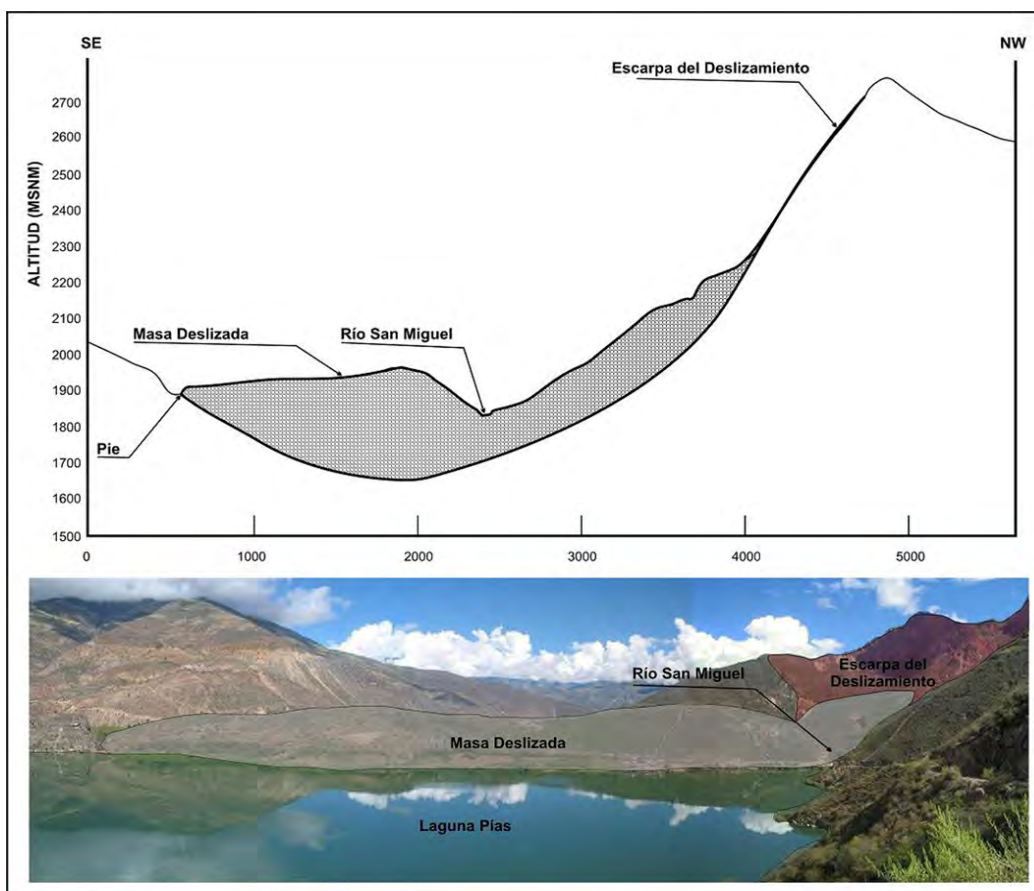 SE
NW
Escarpa del Deslizamiento
ALTITUD (MSNM)
2700
2600
2500
2400
2300
2200
2100
2000
1900
1800
1700
1600
1500
Masa Deslizada
Río San Miguel
Pie
0
1000
2000
3000
4000
5000
Río San Miguel
Escarpa del
Deslizamiento
Masa Deslizada
Laguna Pías